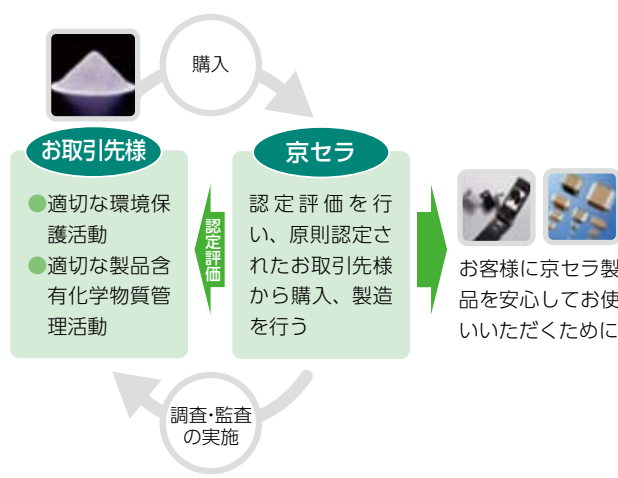 購入
お取引先様
●適切な環境保
護活動
●適切な製品含
有化学物質管
理活動
認定評価
京セラ
認定評価を行
い、原則認定さ
れたお取引先様
から購入、製造
を行う
お客様に京セラ製
品を安心してお使
いいただくために
調査・監査
の実施